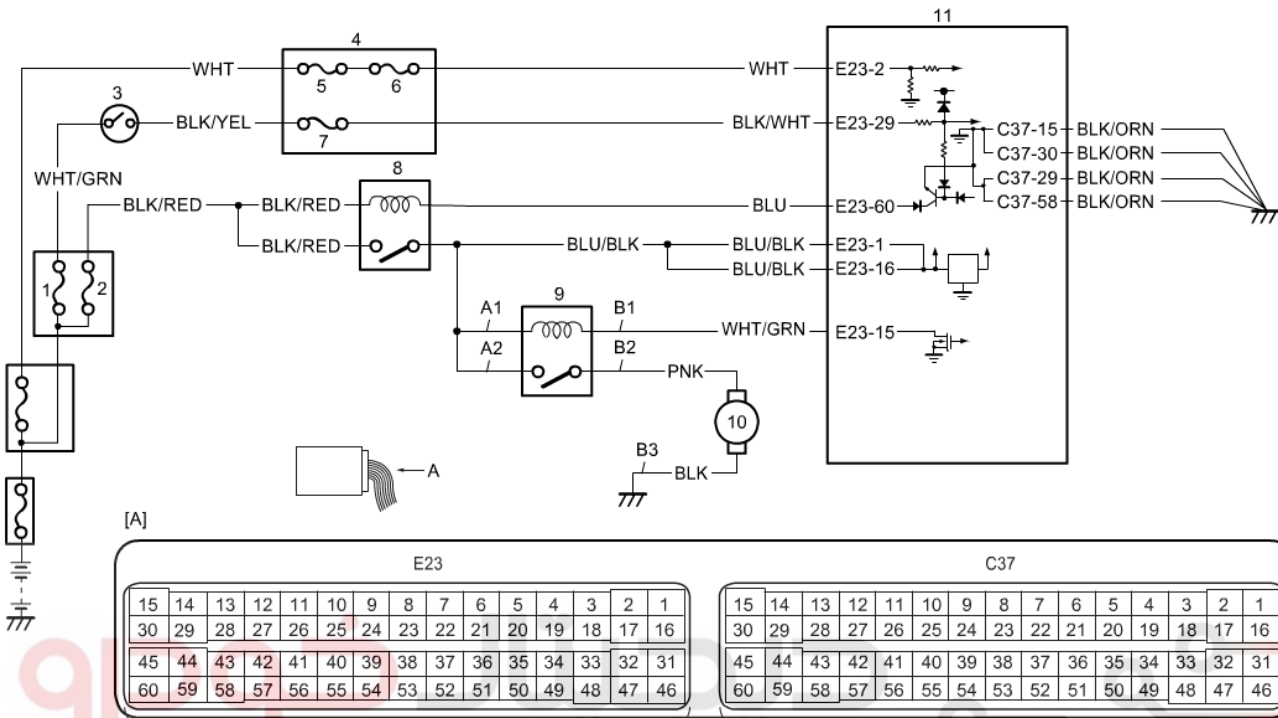 11
4
WHT
5
6
WHT
E23-2
3
BLK/YEL
7
BLK/WHT
E23-29
C37-15
BLK/ORN
C37-30
BLK/ORN
C37-29
BLK/ORN
C37-58
BLK/ORN
WHT/GRN
8
BLK/RED
BLK/RED
BLU
E23-60
BLK/RED
BLU/BLK
BLU/BLK
E23-1
BLU/BLK
E23-16
1
2
9
A1
B1
WHT/GRN
E23-15
A2
B2
PNK
10
B3
BLK
A
[A]
E23
C37
15 14 13 12 11 10 9 8 7 6 5 4 3 2 1
30 29 28 27 26 25 24 23 22 21 20 19 18 17 16
45 44 43 42 41 40 39 38 37 36 35 34 33 32 31
60 59 58 57 56 55 54 53 52 51 50 49 48 47 46
15 14 13 12 11 10 9 8 7 6 5 4 3 2 1
30 29 28 27 26 25 24 23 22 21 20 19 18 17 16
45 44 43 42 41 40 39 38 37 36 35 34 33 32 31
60 59 58 57 56 55 54 53 52 51 50 49 48 47 46